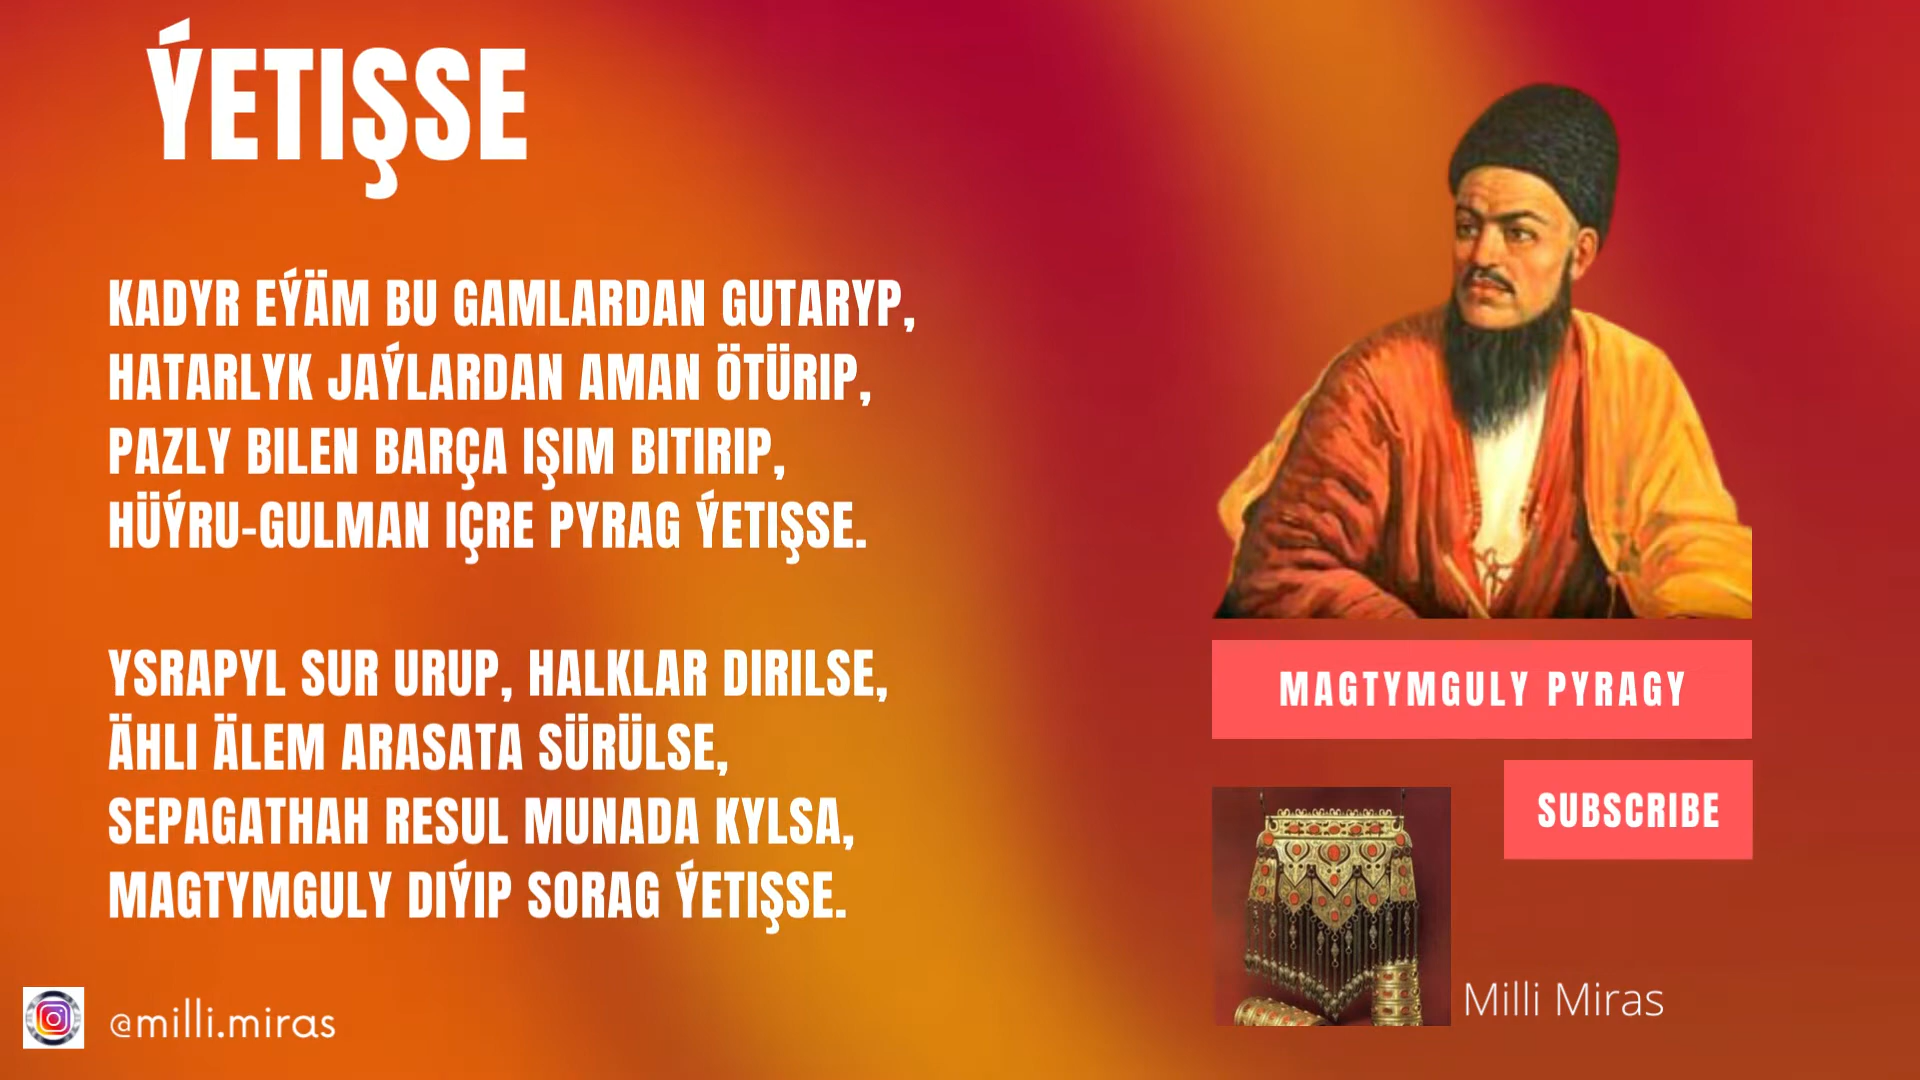 ÝETIŞSE
KADYR EÝÄM BU GAMLARDAN GUTARYP,
HATARLYK JAÝLARDAN AMAN ÖTÜRIP,
PAZLY BILEN BARÇA IŞIM BITIRIP,
HÜÝRU-GULMAN IÇRE PYRAG ÝETIŞSE.
YSRAPYL SUR URUP, HALKLAR DIRILSE,
ÄHLI ÄLEM ARASATA SÜRÜLSE,
SEPAGATHAH RESUL MUNADA KYLSA,
MAGTYMGULY DIÝIP SORAG ÝETIŞSE.
@milli.miras
MAGTYMGULY PYRAGY
SUBSCRIBE
Milli Miras